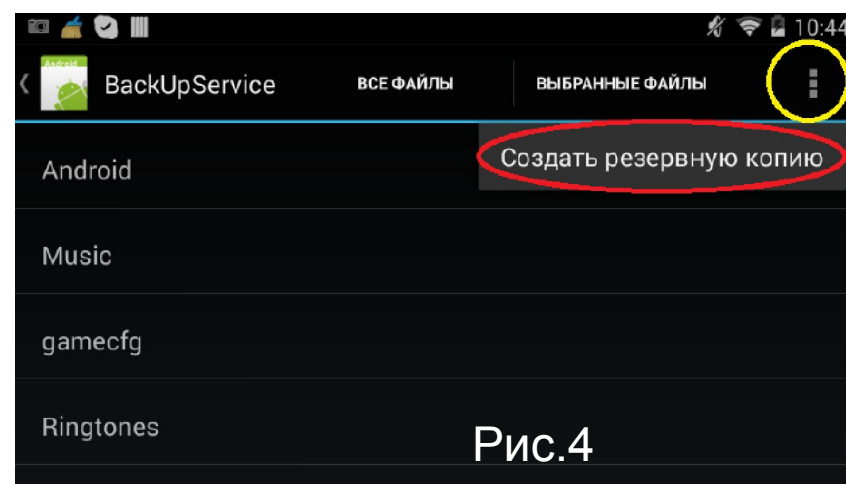 10:44
Android
BackUpService ВСЕ ФАЙЛЫ ВЫБРАННЫЕ ФАЙЛЫ
Создать резервную копию
Android
Music
gamecfg
Ringtones
Рис.4